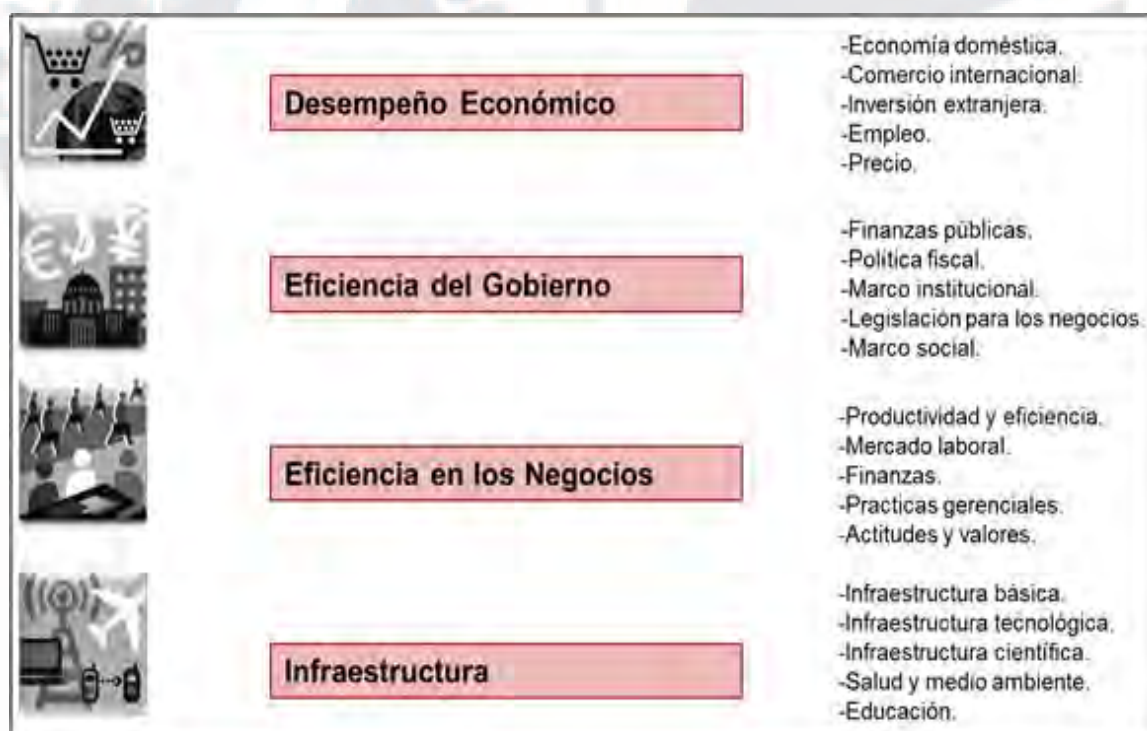 Desempeño Económico
-Economía doméstica.
-Comercio internacional.
-Inversión extranjera.
-Empleo.
-Precio.
Eficiencia del Gobierno
-Finanzas públicas.
-Politica fiscal.
-Marco institucional.
-Legislación para los negocios.
-Marco social.
Eficiencia en los Negocios
-Productividad y eficiencia.
-Mercado laboral.
-Finanzas.
-Practicas gerenciales.
-Actitudes y valores.
Infraestructura
-Infraestructura básica.
-Infraestructura tecnológica.
-Infraestructura científica.
-Salud y medio ambiente.
-Educación.